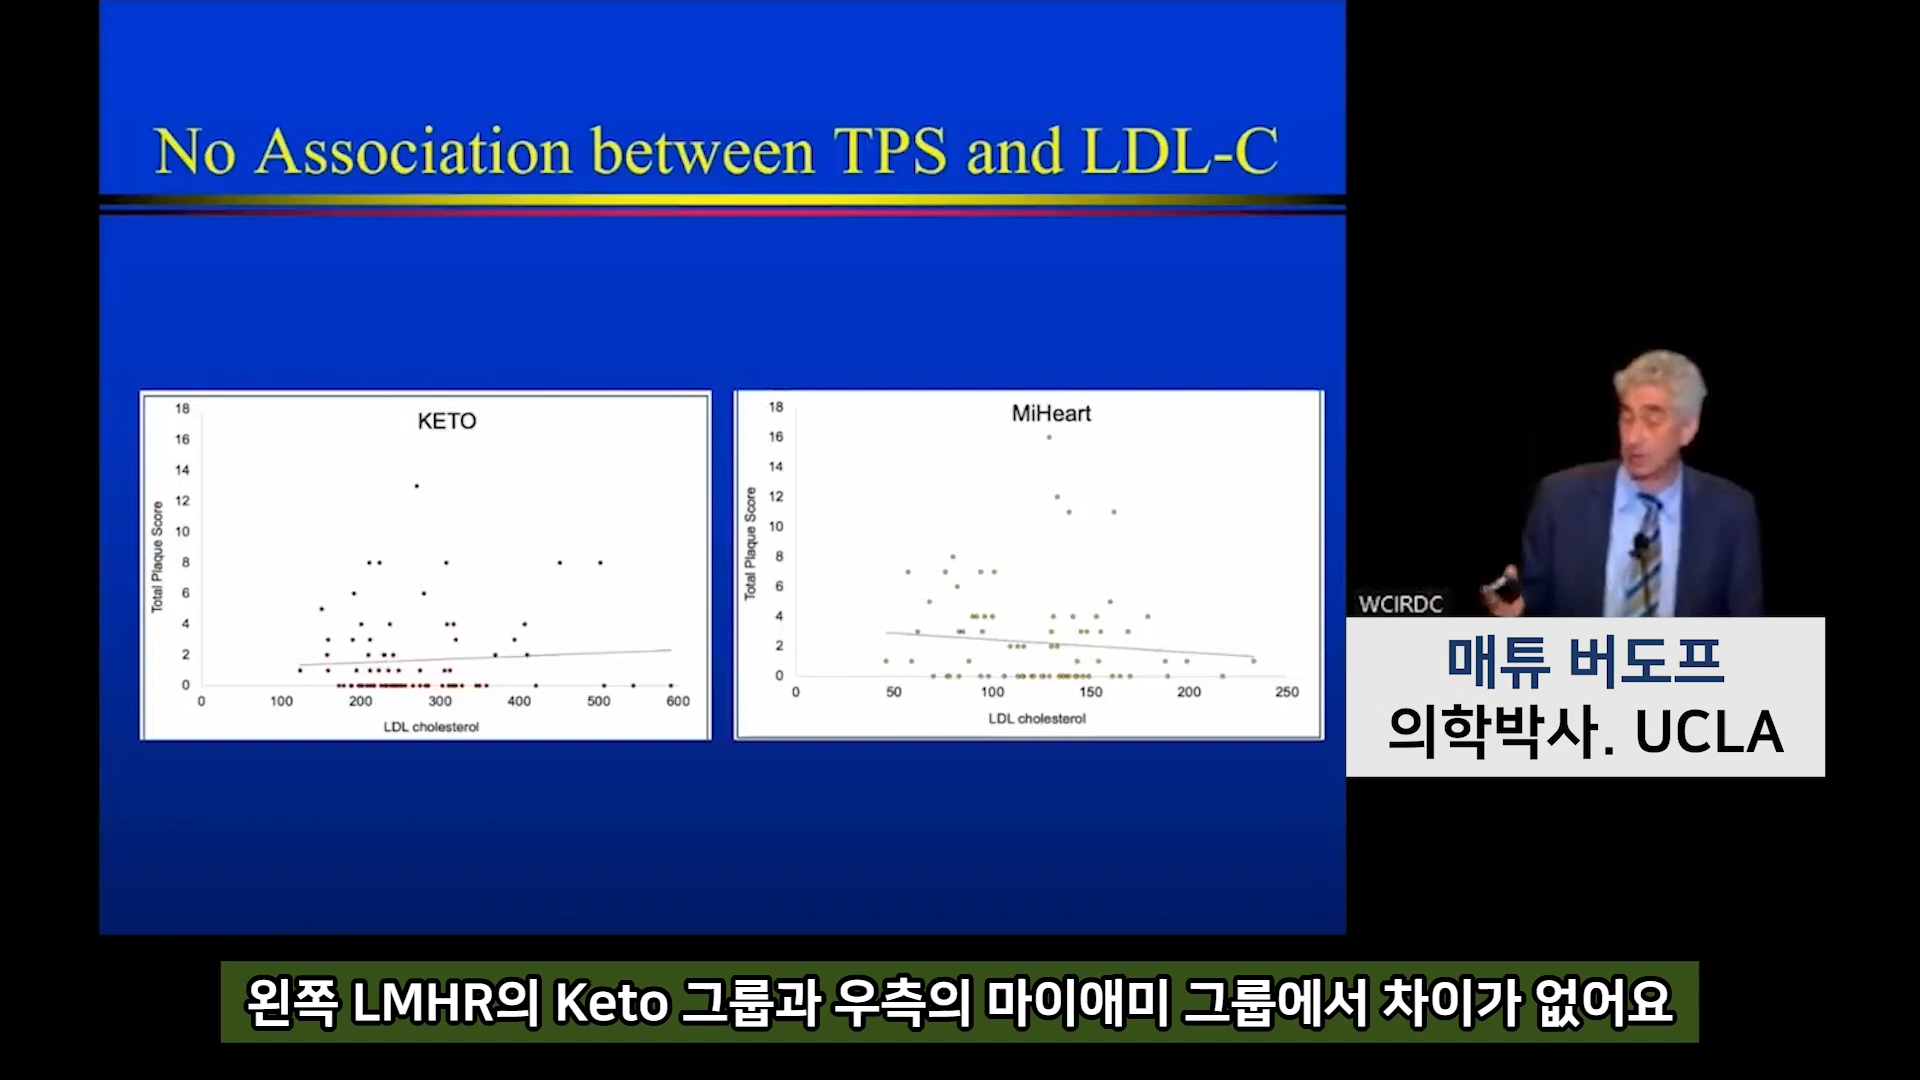 No Association between TPS and LDL-C
KETO
Total Plaque Score
18
16
14
12
10
8
6
4
2
0
0 100 200 300 400 500 600
LDL cholesterol
MiHeart
Total Plaque Score
18
16
14
12
10
8
6
4
2
0
0 50 100 150 200 250
LDL cholesterol
WCIRDC
매튜 버도프
의학박사. UCLA
왼쪽 LMHR의 Keto 그룹과 우측의 마이애미 그룹에서 차이가 없어요